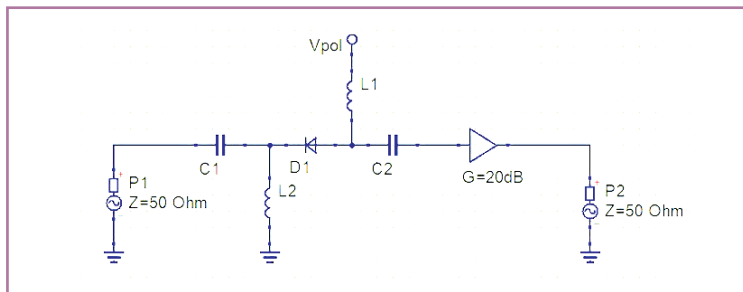 Vpol
L1
C1
D1
C2
L2
G=20dB
P1
Z=50 Ohm
P2
Z=50 Ohm